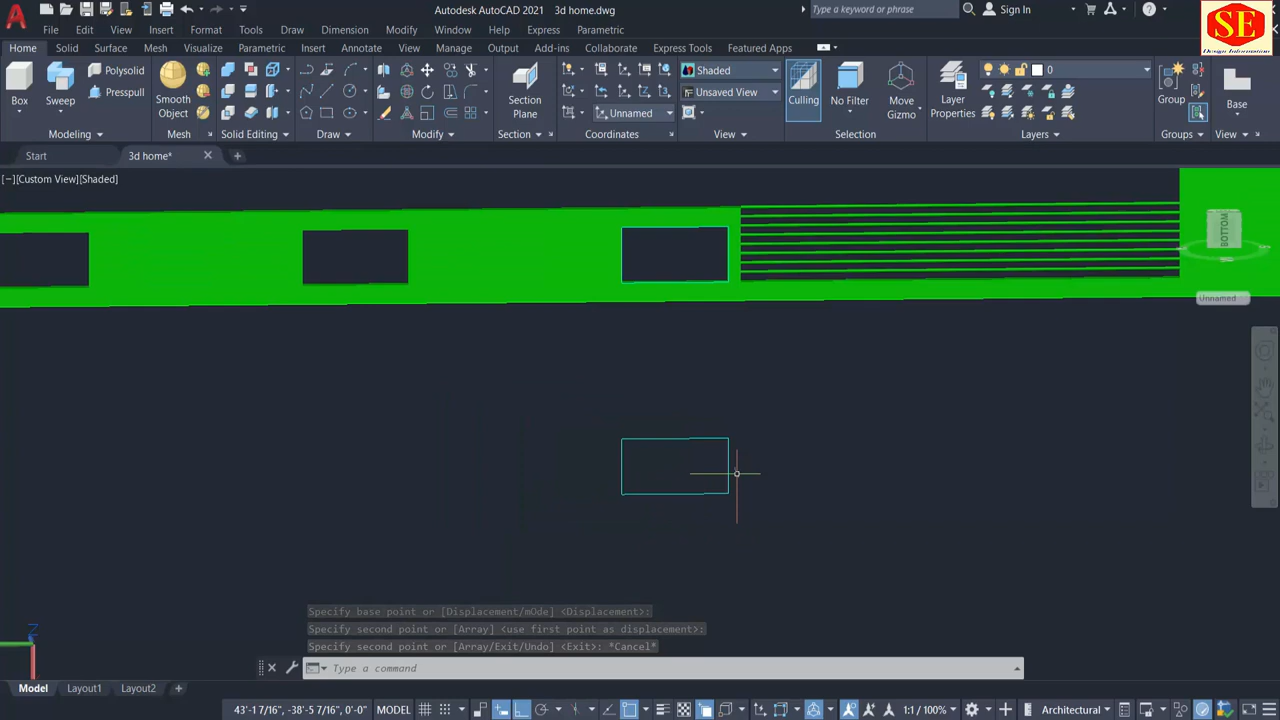 Autodesk AutoCAD 2021 3d home.dwg
Type a keyword or phrase
Sign In
SE
Design Information
File Edit View Insert Format Tools Draw Dimension Modify Window Help Express Parametric
Home Solid Surface Mesh Visualize Parametric Insert Annotate View Manage Output Add-ins Collaborate Express Tools Featured Apps
Box
Sweep
Polysolid
Presspull
Smooth
Object
Section
Plane
Unnamed
Shaded
Unsaved View
Culling
No Filter
Move
Gizmo
Layer
Properties
0
Group
Base
Modeling Mesh Solid Editing Draw Modify Section Coordinates View Selection Layers Groups View
Start 3d home*
[−][Custom View][Shaded]
BOTTOM
Unnamed
Z
Specify base point or [Displacement/mOde] <Displacement>:
Specify second point or [Array] <use first point as displacement>:
Specify second point or [Array/Exit/Undo] <Exit>: *Cancel*
Type a command
Model Layout1 Layout2
43'-1 7/16", -38'-5 7/16", 0'-0" MODEL 1:1 / 100% Architectural